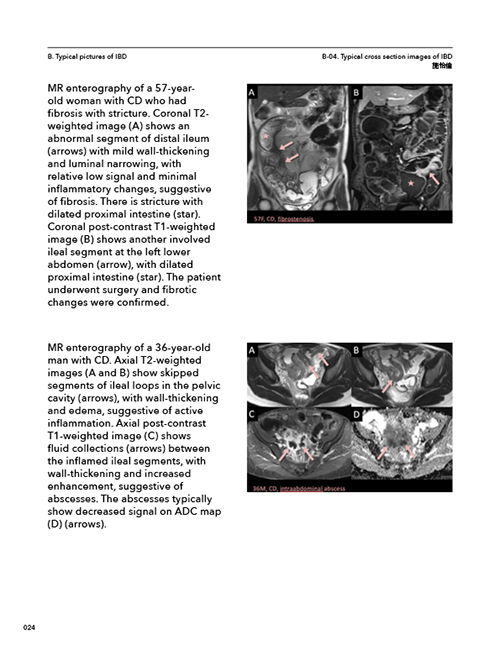 B. Typical pictures of IBD
B-04. Typical cross section images of IBD
施怡倫
MR enterography of a 57-year-
old woman with CD who had
fibrosis with stricture. Coronal T2-
weighted image (A) shows an
abnormal segment of distal ileum
(arrows) with mild wall-thickening
and luminal narrowing, with
relative low signal and minimal
inflammatory changes, suggestive
of fibrosis. There is stricture with
dilated proximal intestine (star).
Coronal post-contrast T1-weighted
image (B) shows another involved
ileal segment at the left lower
abdomen (arrow), with dilated
proximal intestine (star). The patient
underwent surgery and fibrotic
changes were confirmed.
A
B
57F, CD, fibrostenosis
MR enterography of a 36-year-old
man with CD. Axial T2-weighted
images (A and B) show skipped
segments of ileal loops in the pelvic
cavity (arrows), with wall-thickening
and edema, suggestive of active
inflammation. Axial post-contrast
T1-weighted image (C) shows
fluid collections (arrows) between
the inflamed ileal segments, with
wall-thickening and increased
enhancement, suggestive of
abscesses. The abscesses typically
show decreased signal on ADC map
(D) (arrows).
A
B
C
D
36M, CD, intraabdominal abscess
024